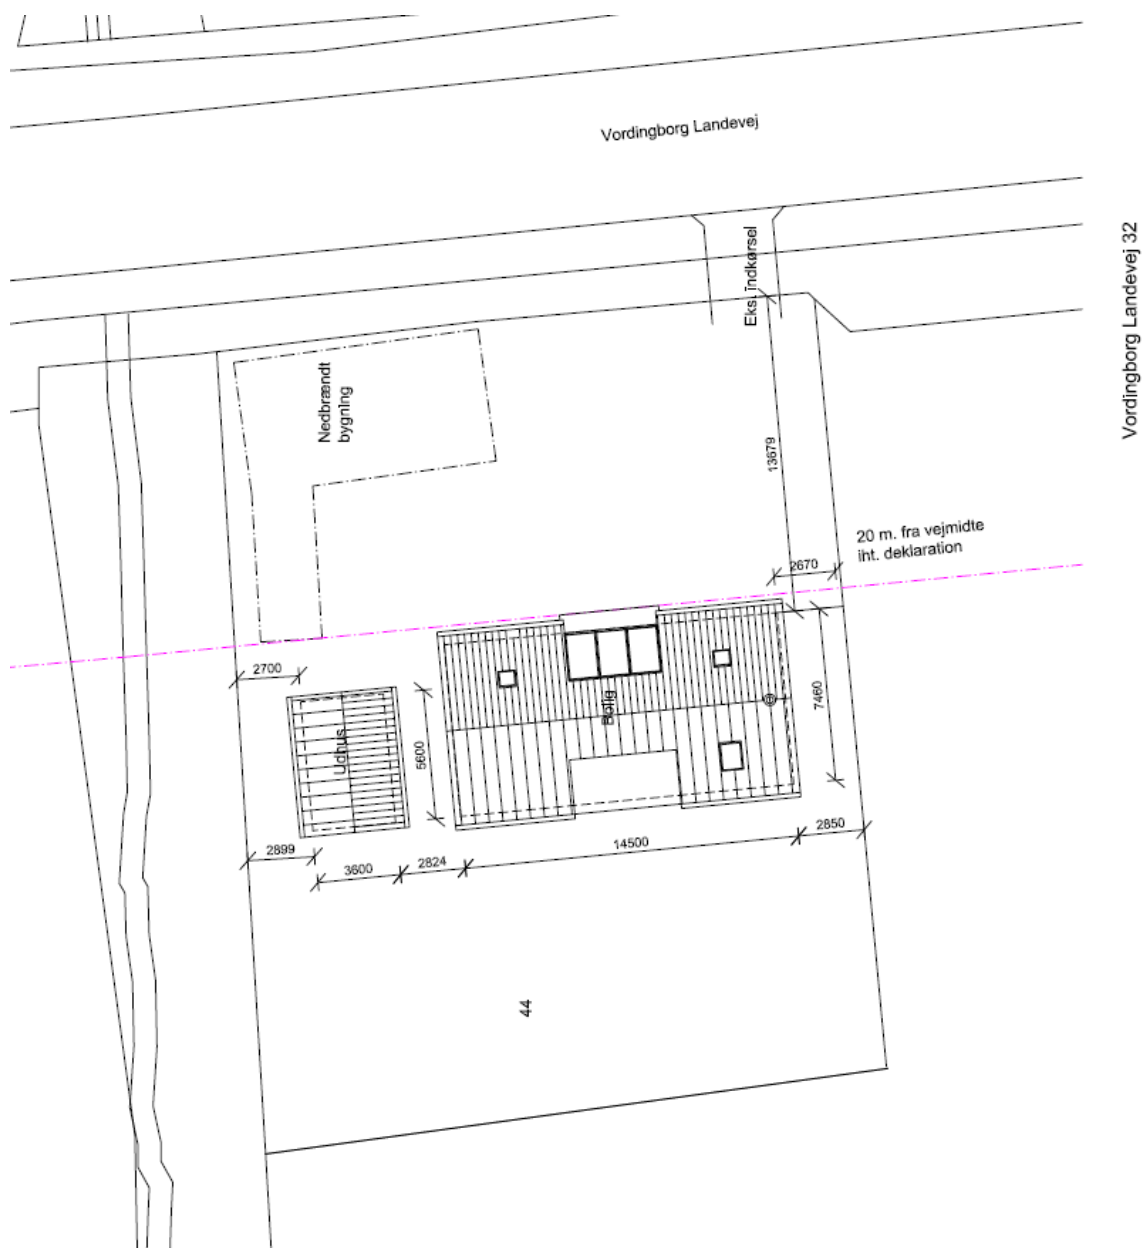 Vordingborg Landevej
Vordingborg Landevej 32
Eks. indkørsel
Nedbrændt
bygning
13679
20 m. fra vejmidte
iht. deklaration
2670
2700
Udhus
5600
Bolig
7460
2899
3600
2824
14500
2850
44